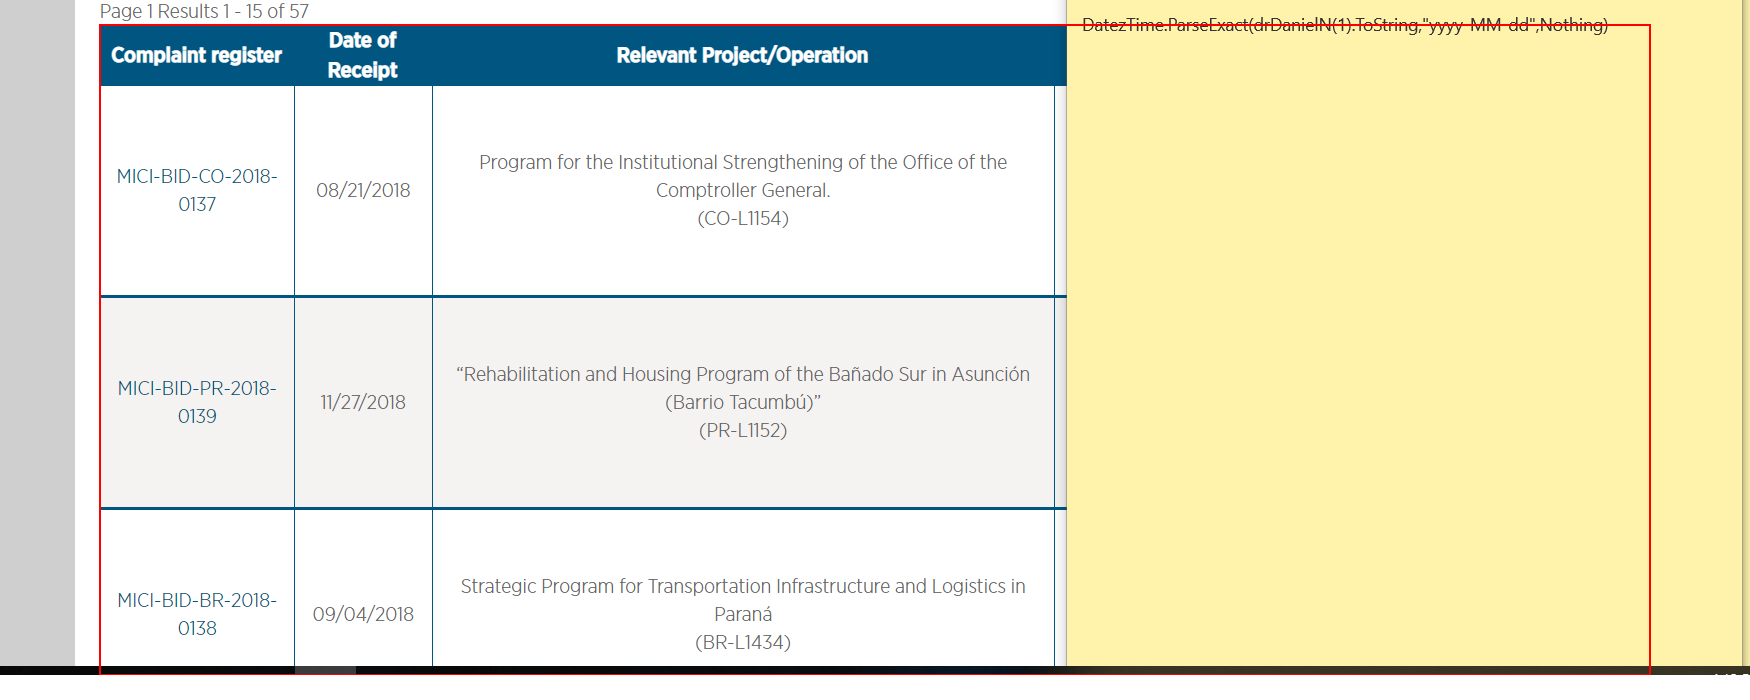 Page 1 Results 1 - 15 of 57
DatezTime.ParseExact(drDanielN(1).ToString,"yyyy-MM-dd",Nothing)
Complaint register
Date of
Receipt
Relevant Project/Operation
MICI-BID-CO-2018-
0137
08/21/2018
Program for the Institutional Strengthening of the Office of the
Comptroller General.
(CO-L1154)
MICI-BID-PR-2018-
0139
11/27/2018
“Rehabilitation and Housing Program of the Bañado Sur in Asunción
(Barrio Tacumbú)”
(PR-L1152)
MICI-BID-BR-2018-
0138
09/04/2018
Strategic Program for Transportation Infrastructure and Logistics in
Paraná
(BR-L1434)